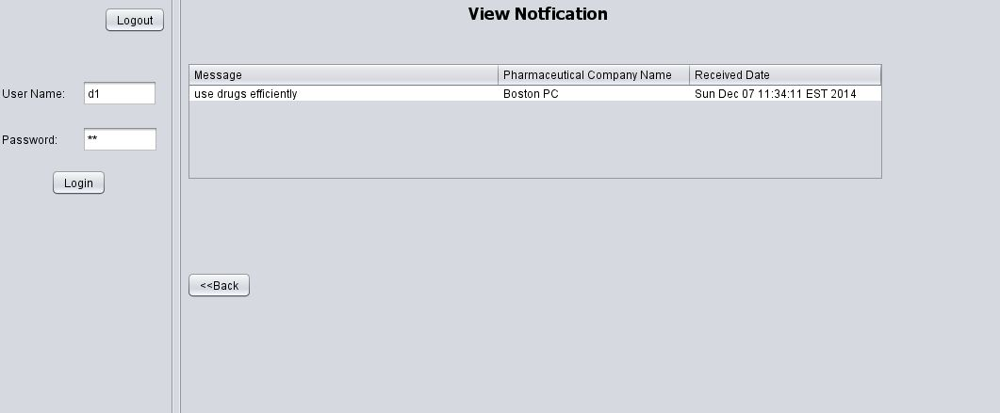 Logout
View Notfication
Message Pharmaceutical Company Name Received Date
use drugs efficiently Boston PC Sun Dec 07 11:34:11 EST 2014
User Name: d1
Password: **
Login
<<Back